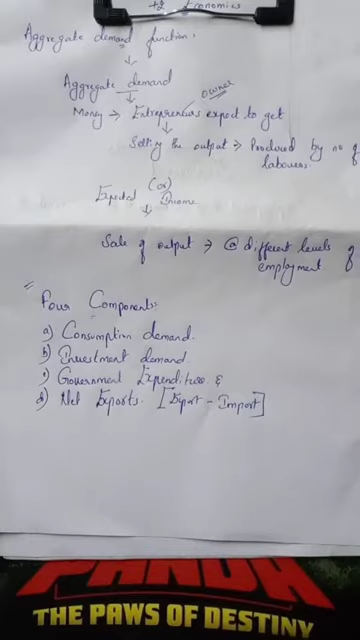 +2 Economics
Aggregate demand function:
Aggregate demand
owner
Money → Entrepreneurs expect to get
Selling the output → Produced by no of
labourers.
(or)
Expected Income
Sale of output → @ different levels of
employment
Four Components:
a) Consumption demand.
b) Investment demand
c) Government Expenditure &
d) Net Exports. [Export - Import]
PANDA
THE PAWS OF DESTINY